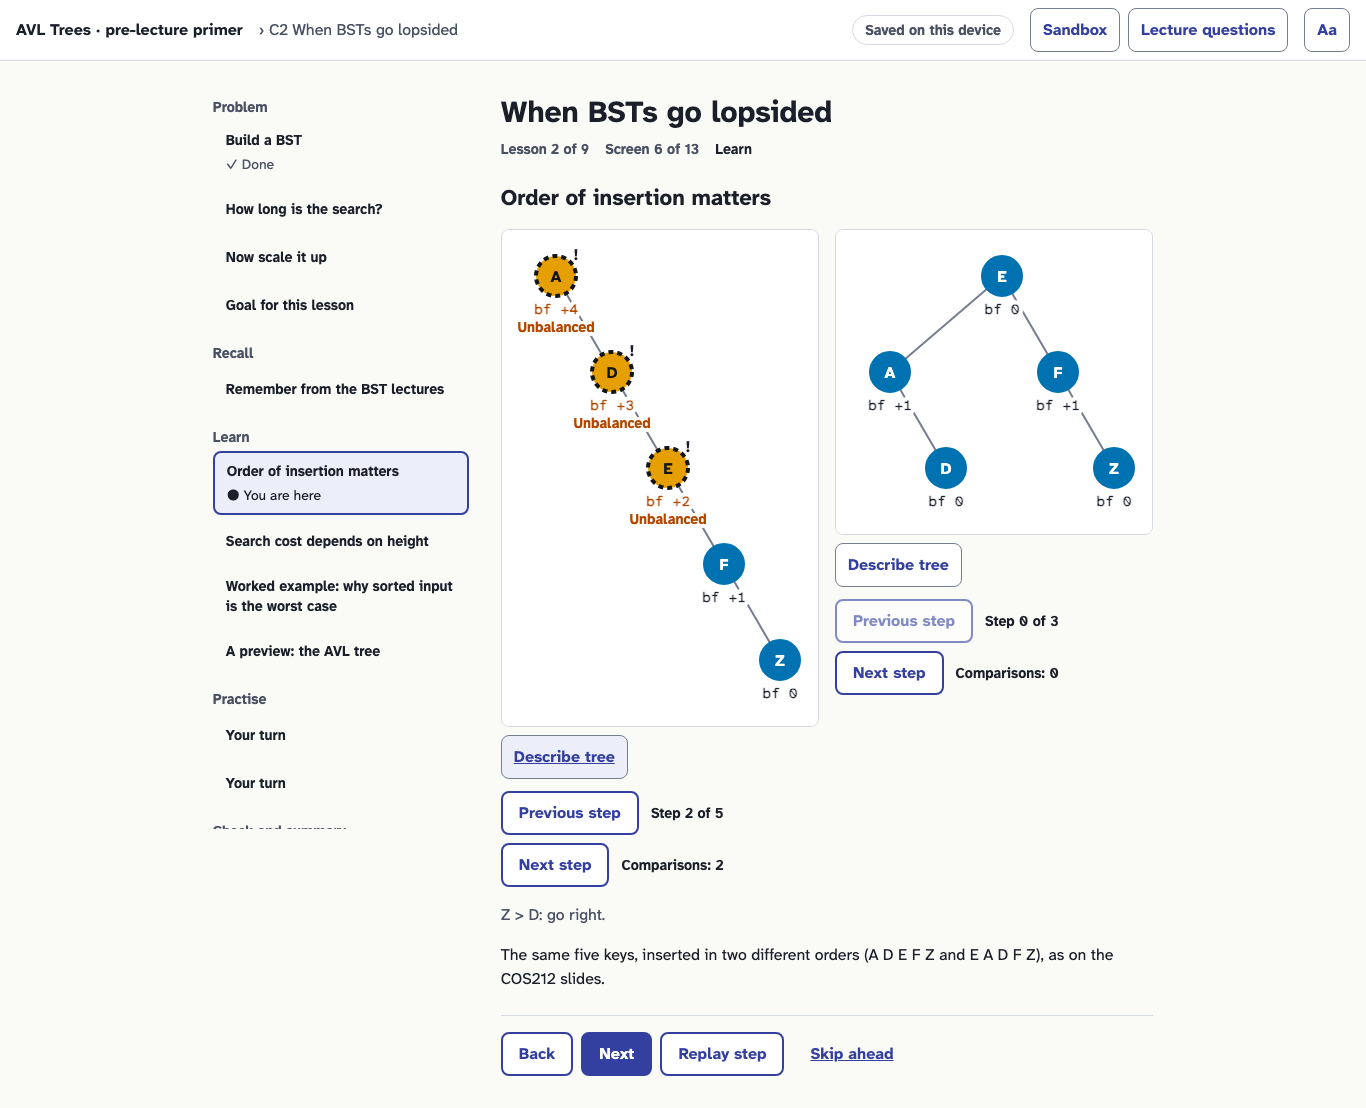 AVL Trees · pre-lecture primer › C2 When BSTs go lopsided
Saved on this device
Sandbox
Lecture questions
Aa
Problem
Build a BST
✓ Done
How long is the search?
Now scale it up
Goal for this lesson
Recall
Remember from the BST lectures
Learn
Order of insertion matters
● You are here
Search cost depends on height
Worked example: why sorted input
is the worst case
A preview: the AVL tree
Practise
Your turn
Your turn
Check and summary
When BSTs go lopsided
Lesson 2 of 9 Screen 6 of 13 Learn
Order of insertion matters
!
A
bf +4
Unbalanced
!
D
bf +3
Unbalanced
!
E
bf +2
Unbalanced
F
bf +1
Z
bf 0
Describe tree
Previous step
Step 2 of 5
Next step
Comparisons: 2
E
bf 0
A
bf +1
F
bf +1
D
bf 0
Z
bf 0
Describe tree
Previous step
Step 0 of 3
Next step
Comparisons: 0
Z > D: go right.
The same five keys, inserted in two different orders (A D E F Z and E A D F Z), as on the
COS212 slides.
Back
Next
Replay step
Skip ahead